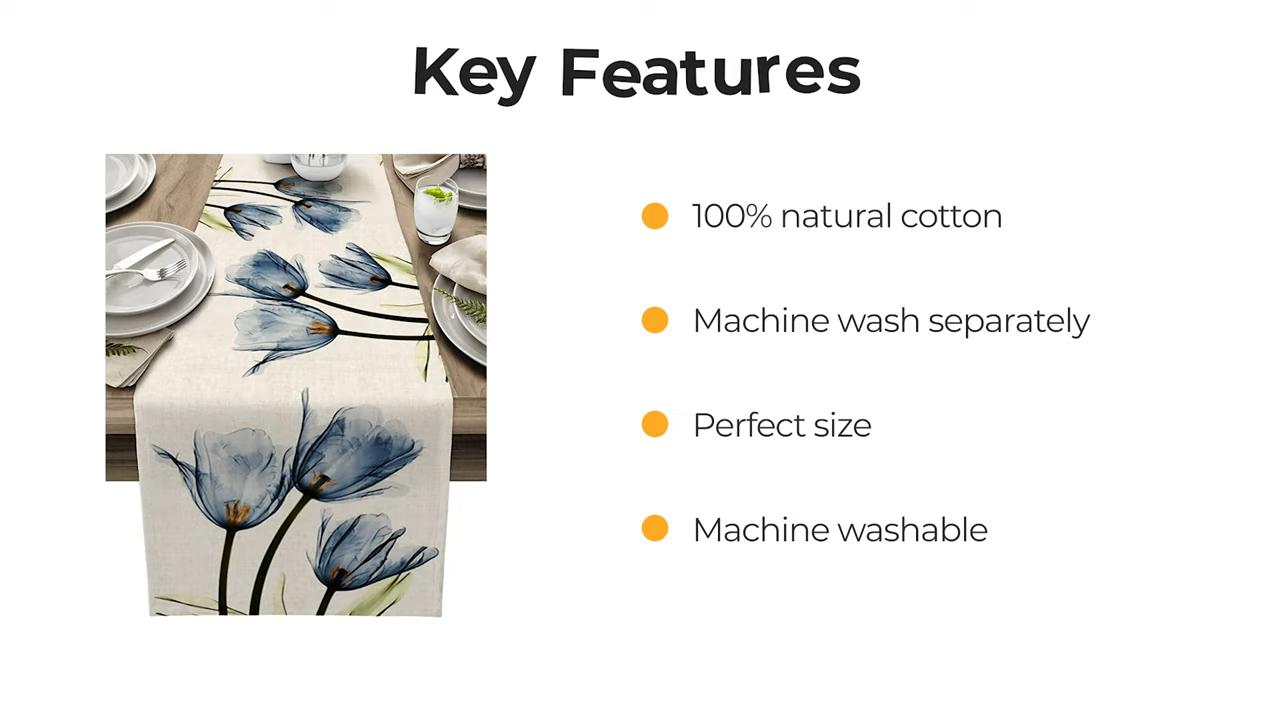 Key Features
100% natural cotton
Machine wash separately
Perfect size
Machine washable